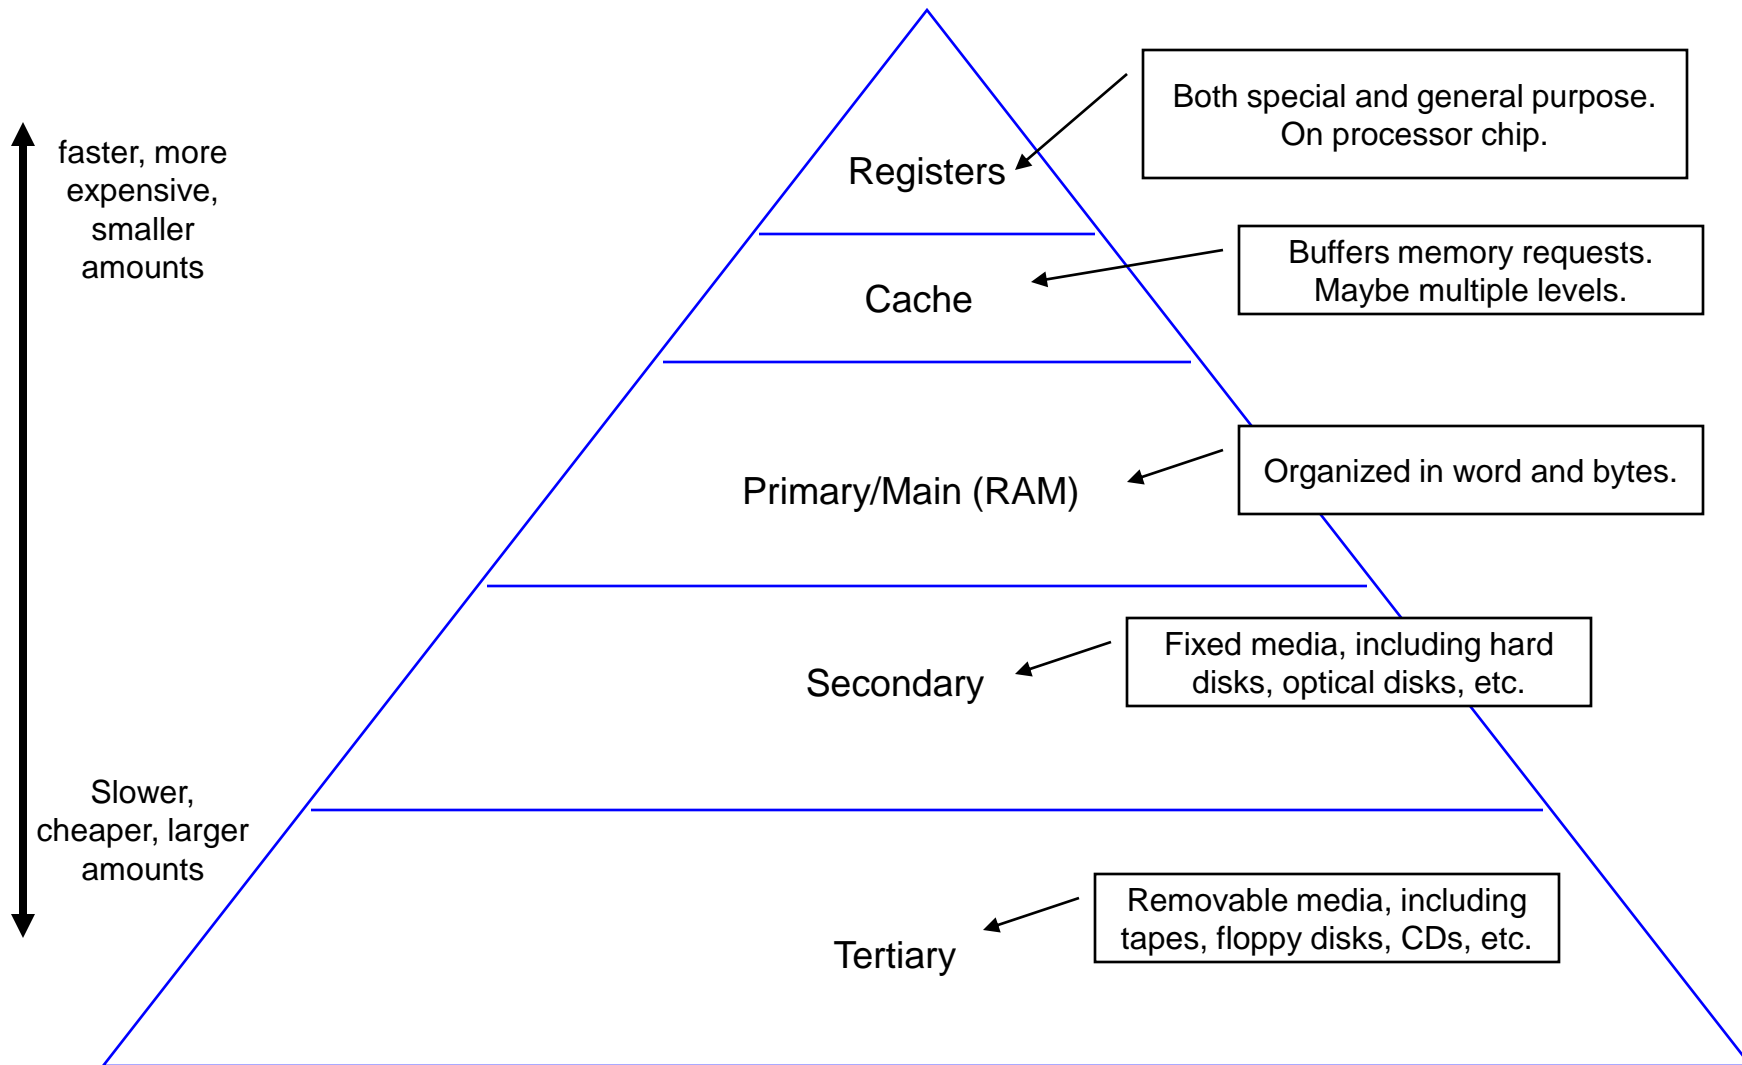 faster, more
expensive,
smaller
amounts
Slower,
cheaper, larger
amounts
Registers
Both special and general purpose.
On processor chip.
Cache
Buffers memory requests.
Maybe multiple levels.
Primary/Main (RAM)
Organized in word and bytes.
Secondary
Fixed media, including hard
disks, optical disks, etc.
Tertiary
Removable media, including
tapes, floppy disks, CDs, etc.